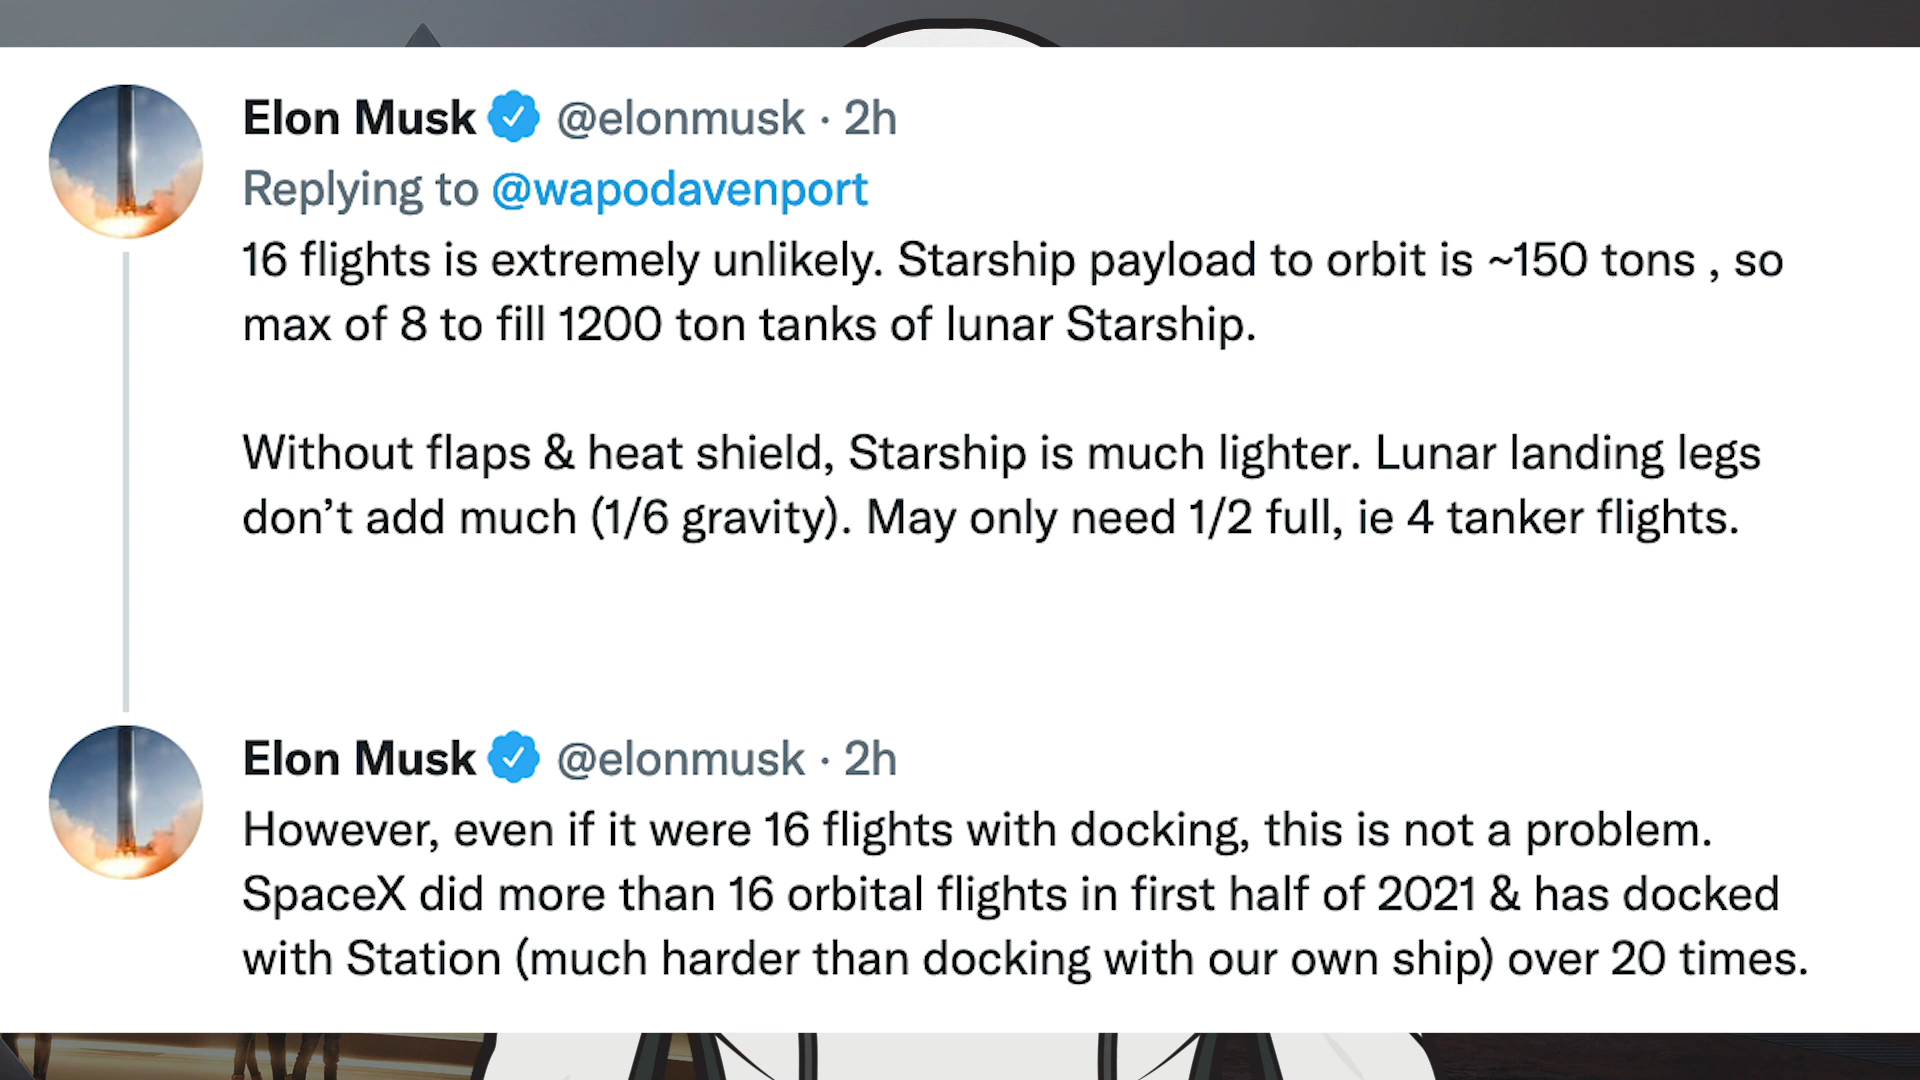 Elon Musk @elonmusk · 2h
Replying to @wapodavenport
16 flights is extremely unlikely. Starship payload to orbit is ~150 tons , so
max of 8 to fill 1200 ton tanks of lunar Starship.
Without flaps & heat shield, Starship is much lighter. Lunar landing legs
don’t add much (1/6 gravity). May only need 1/2 full, ie 4 tanker flights.
Elon Musk @elonmusk · 2h
However, even if it were 16 flights with docking, this is not a problem.
SpaceX did more than 16 orbital flights in first half of 2021 & has docked
with Station (much harder than docking with our own ship) over 20 times.